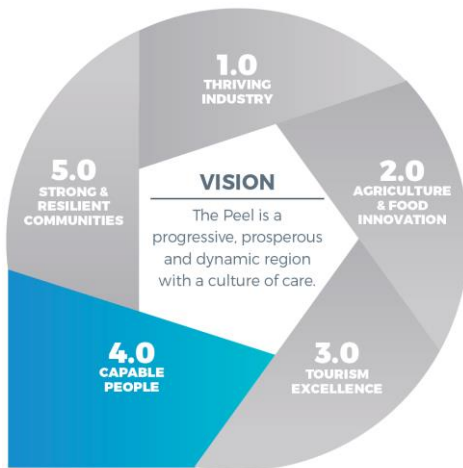 1.0
THRIVING
INDUSTRY
2.0
AGRICULTURE
& FOOD
INNOVATION
3.0
TOURISM
EXCELLENCE
4.0
CAPABLE
PEOPLE
5.0
STRONG &
RESILIENT
COMMUNITIES
VISION
The Peel is a
progressive, prosperous
and dynamic region
with a culture of care.